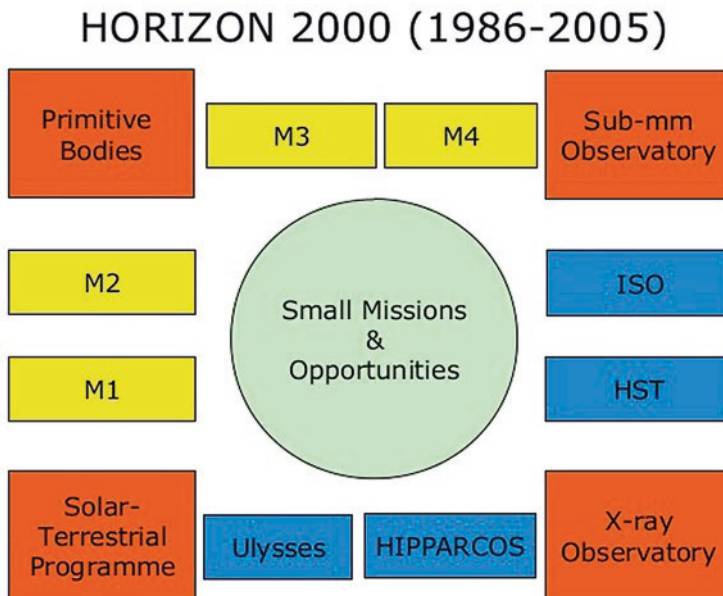 HORIZON 2000 (1986-2005)
Primitive
Bodies
M3
M4
Sub-mm
Observatory
M2
Small Missions
&
Opportunities
ISO
M1
HST
Solar-
Terrestrial
Programme
Ulysses
HIPPARCOS
X-ray
Observatory